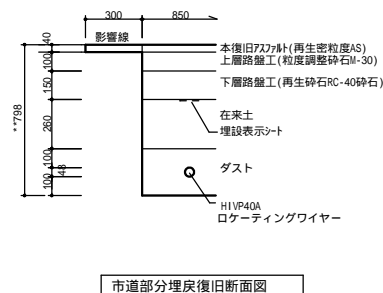 300
850
影響線
40
本復旧アスファルト(再生密粒度AS)
100
上層路盤工(粒度調整砕石M-30)
150
下層路盤工(再生砕石RC-40砕石)
**798
260
在来土
埋設表示シート
100
48
100
ダスト
HIVP40A
ロケーティングワイヤー
市道部分埋戻復旧断面図